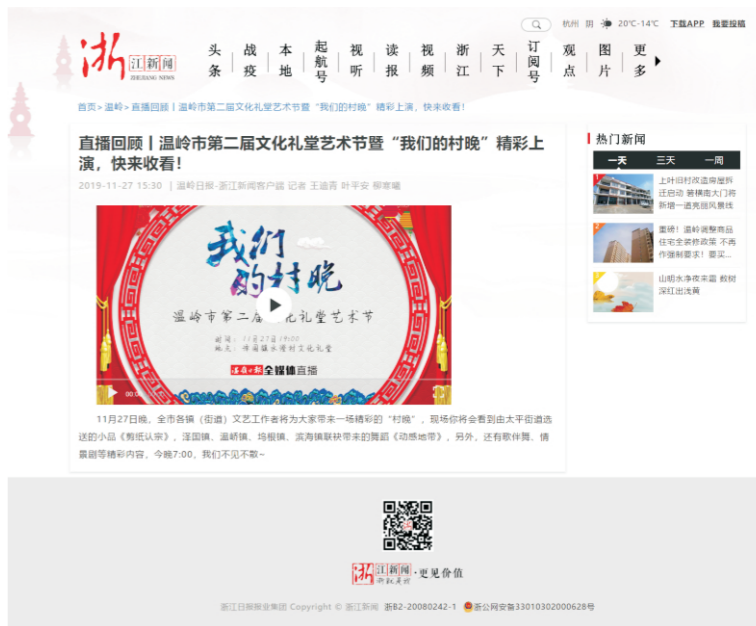 杭州 阴 20℃-14℃ 下载APP 我要投稿
浙江新闻
ZHEJIANG NEWS
头条 战疫 本地 起航号 视听 读报 视频 浙江 天下 订阅号 观点 图片 更多
首页>温岭>直播回顾丨温岭市第二届文化礼堂艺术节暨“我们的村晚”精彩上演，快来收看！
直播回顾丨温岭市第二届文化礼堂艺术节暨“我们的村晚”精彩上
演，快来收看！
2019-11-27 15:30 ｜温岭日报-浙江新闻客户端 记者 王迪青 叶平安 柳寒曦
我们
的村晚
温岭市第二届文化礼堂艺术节
时间：11月27日19:00
温岭日报 全媒体直播
11月27日晚，全市各镇（街道）文艺工作者将为大家带来一场精彩的“村晚”，现场你将会看到由太平街道选
送的小品《剪纸认宗》，泽国镇、温峤镇、坞根镇、滨海镇联袂带来的舞蹈《动感地带》，另外，还有歌伴舞、情
景剧等精彩内容，今晚7:00，我们不见不散~
热门新闻
一天 三天 一周
1
上叶旧村改造房屋拆
迁启动 箬横南大门将
新增一道亮丽风景线
2
重磅！温岭调整商品
住宅全装修政策 不再
作强制要求！要买...
山明水净夜来霜 数树
深红出浅黄
浙江新闻·更见价值
浙江日报报业集团 Copyright © 浙江新闻 浙B2-20080242-1 浙公网安备33010302000628号